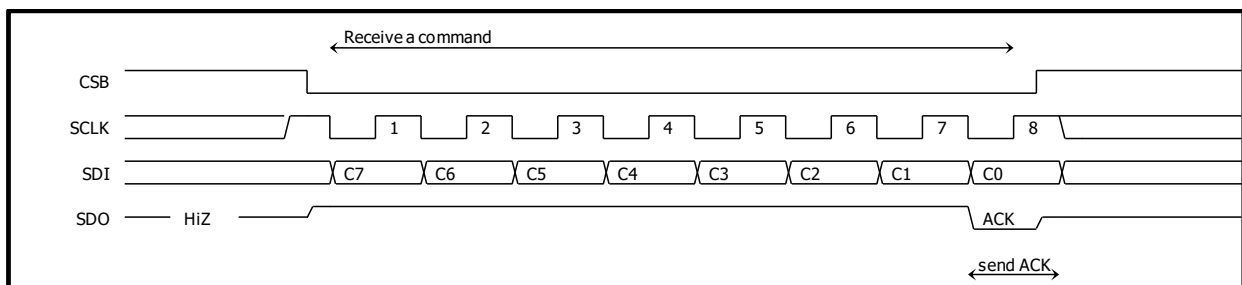 Receive a command
CSB
SCLK 1 2 3 4 5 6 7 8
SDI C7 C6 C5 C4 C3 C2 C1 C0
SDO HiZ ACK
send ACK